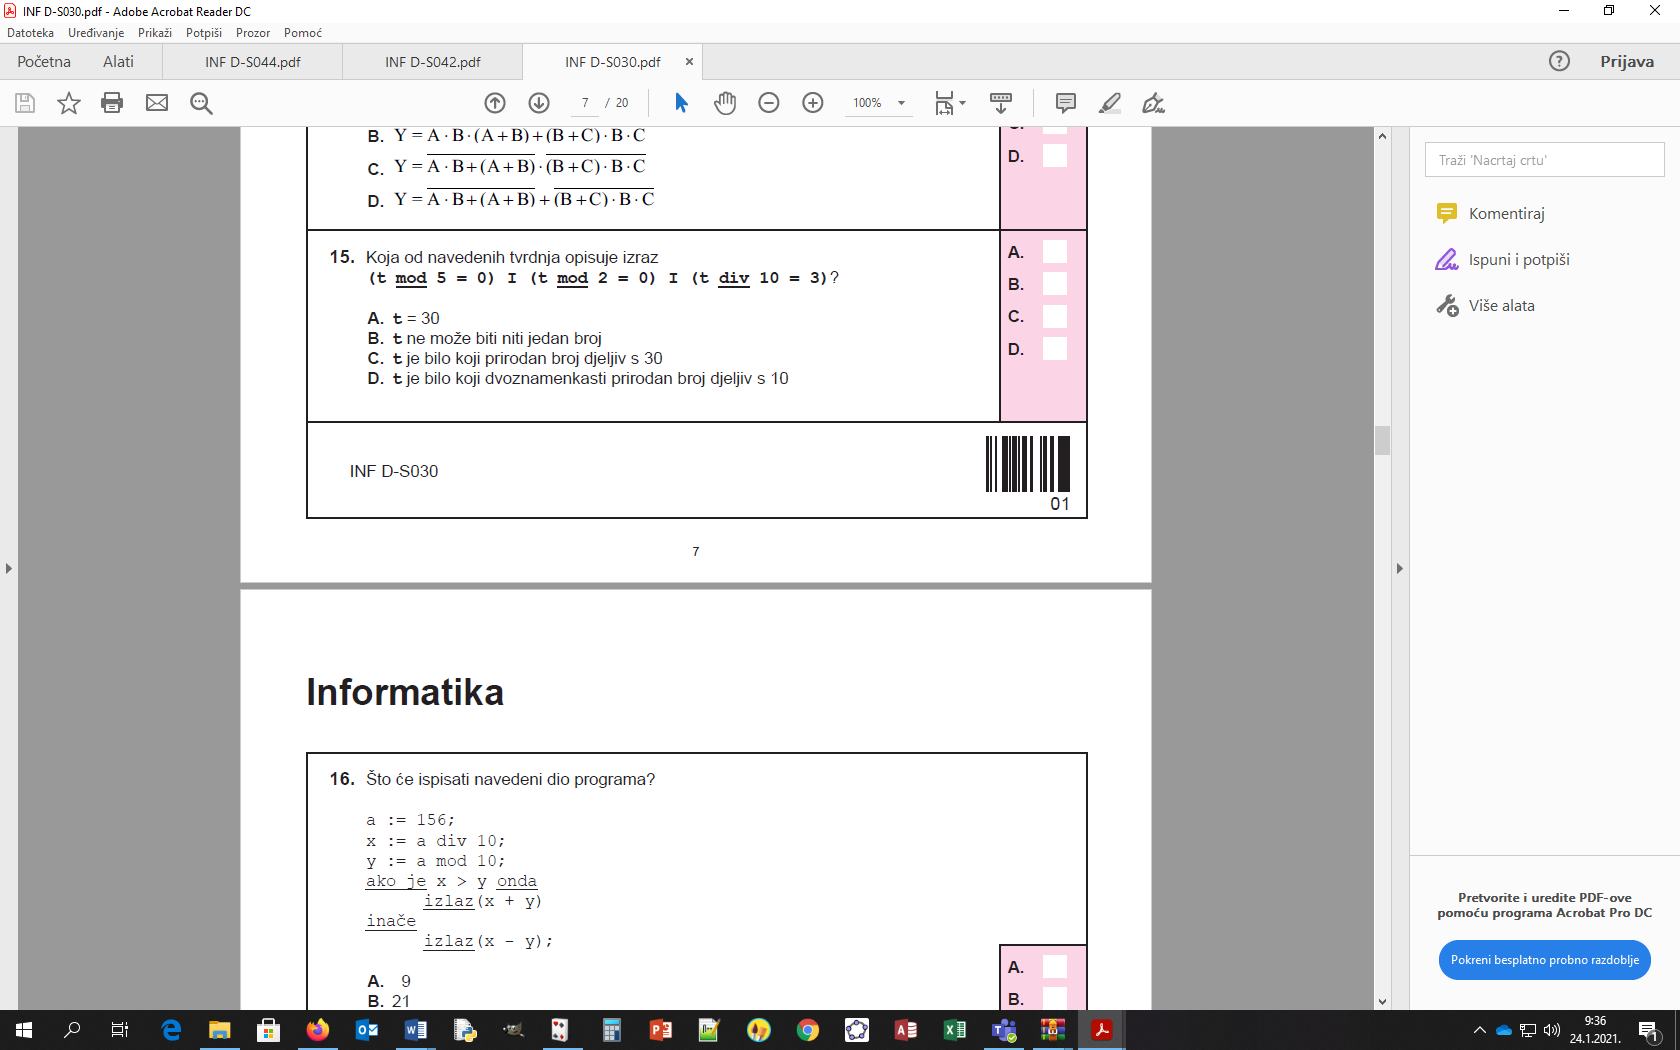 INF D-S030.pdf - Adobe Acrobat Reader DC
Datoteka Uređivanje Prikaži Potpiši Prozor Pomoć
Početna Alati INF D-S044.pdf INF D-S042.pdf INF D-S030.pdf × ? Prijava
7 / 20 100%
B. Y = A · B · (A + B) + (B + C) · B · C
C. Y = A · B + (A + B) · (B + C) · B · C
D. Y = A · B + (A + B) + (B + C) · B · C
D.
15. Koja od navedenih tvrdnja opisuje izraz
(t mod 5 = 0) I (t mod 2 = 0) I (t div 10 = 3)?
A. t = 30
B. t ne može biti niti jedan broj
C. t je bilo koji prirodan broj djeljiv s 30
D. t je bilo koji dvoznamenkasti prirodan broj djeljiv s 10
A.
B.
C.
D.
INF D-S030
01
7
Informatika
16. Što će ispisati navedeni dio programa?
a := 156;
x := a div 10;
y := a mod 10;
ako je x > y onda
izlaz(x + y)
inače
izlaz(x - y);
A. 9
B. 21
A.
B.
Traži 'Nacrtaj crtu'
Komentiraj
Ispuni i potpiši
Više alata
Pretvorite i uredite PDF-ove
pomoću programa Acrobat Pro DC
Pokreni besplatno probno razdoblje
9:36
24.1.2021.
1